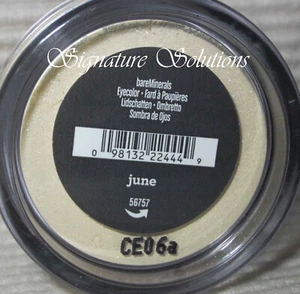 Signature Solutions
bareMinerals
Eyecolor • Fard à Paupières
Lidschatten • Ombretto
Sombra de Ojos
0 98132 22444 9
june
56757
CE06a